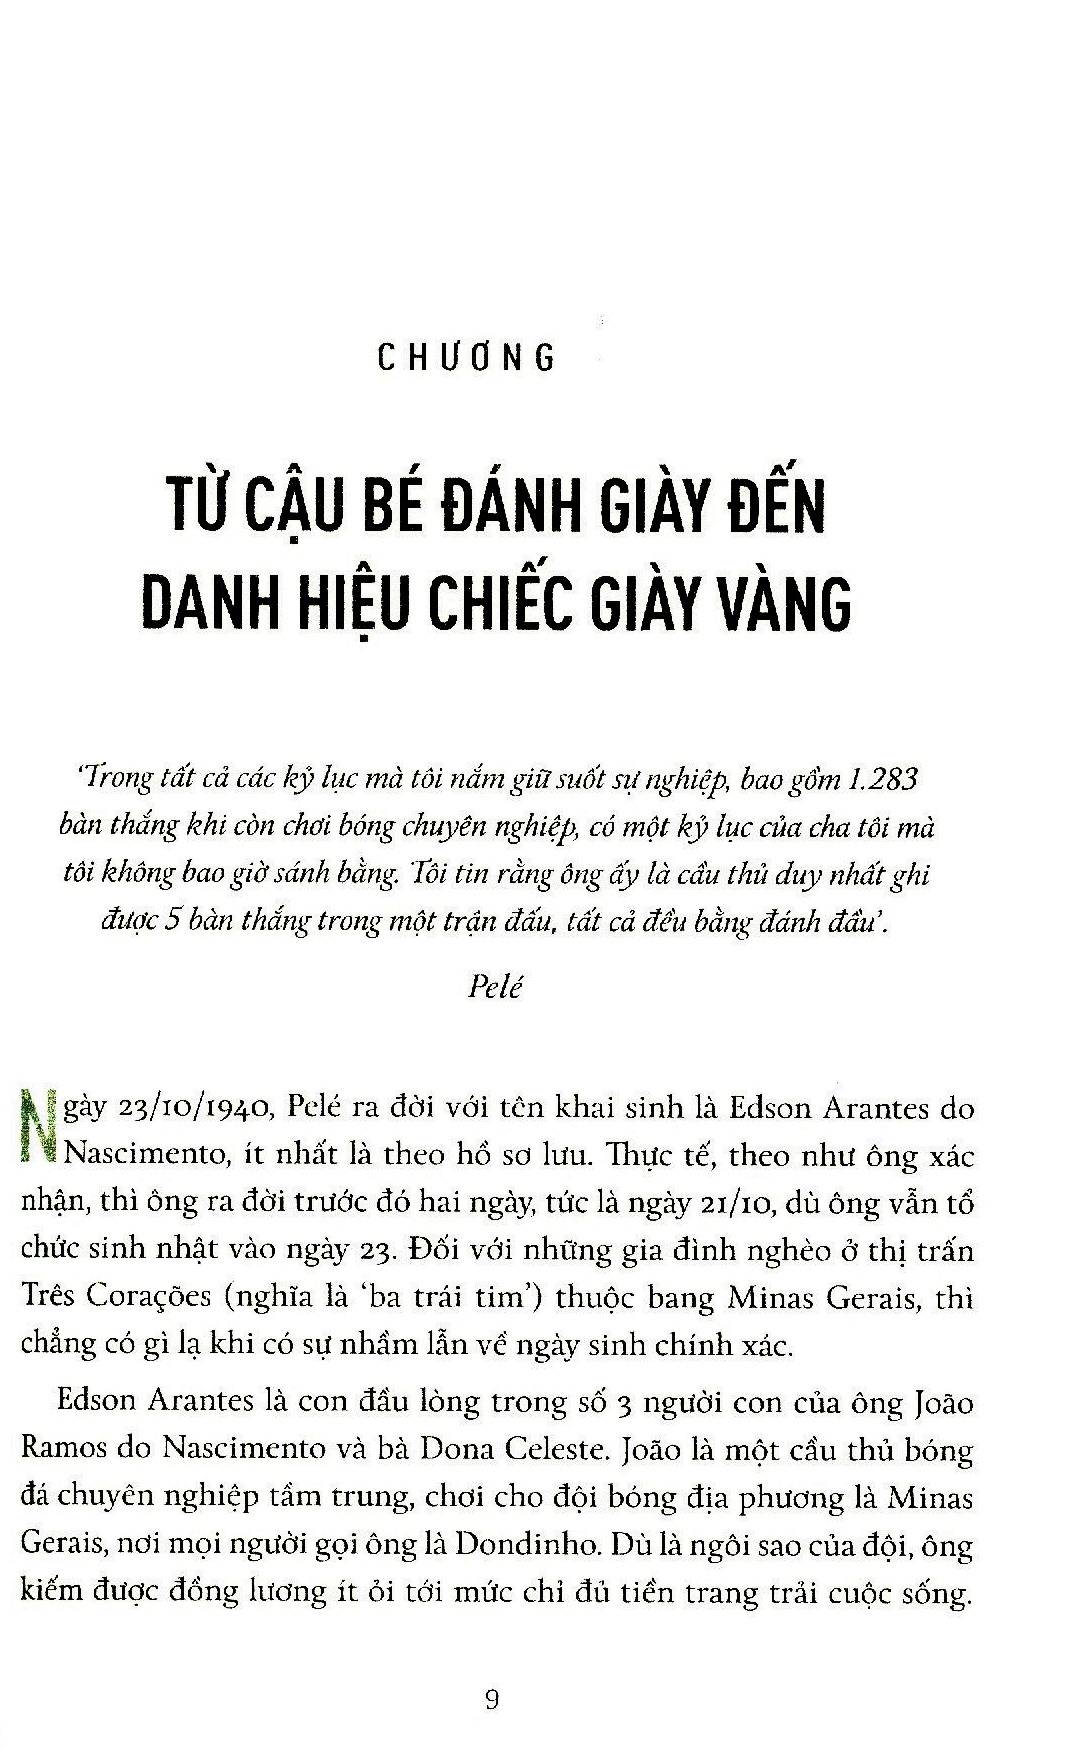 CHƯƠNG
TỪ CẬU BÉ ĐÁNH GIÀY ĐẾN
DANH HIỆU CHIẾC GIÀY VÀNG
‘Trong tất cả các kỷ lục mà tôi nắm giữ suốt sự nghiệp, bao gồm 1.283
bàn thắng khi còn chơi bóng chuyên nghiệp, có một kỷ lục của cha tôi mà
tôi không bao giờ sánh bằng. Tôi tin rằng ông ấy là cầu thủ duy nhất ghi
được 5 bàn thắng trong một trận đấu, tất cả đều bằng đánh đầu’.
Pelé
Ngày 23/10/1940, Pelé ra đời với tên khai sinh là Edson Arantes do
Nascimento, ít nhất là theo hồ sơ lưu. Thực tế, theo như ông xác
nhận, thì ông ra đời trước đó hai ngày, tức là ngày 21/10, dù ông vẫn tổ
chức sinh nhật vào ngày 23. Đối với những gia đình nghèo ở thị trấn
Três Corações (nghĩa là ‘ba trái tim’) thuộc bang Minas Gerais, thì
chẳng có gì lạ khi có sự nhầm lẫn về ngày sinh chính xác.
Edson Arantes là con đầu lòng trong số 3 người con của ông João
Ramos do Nascimento và bà Dona Celeste. João là một cầu thủ bóng
đá chuyên nghiệp tầm trung, chơi cho đội bóng địa phương là Minas
Gerais, nơi mọi người gọi ông là Dondinho. Dù là ngôi sao của đội, ông
kiếm được đồng lương ít ỏi tới mức chỉ đủ tiền trang trải cuộc sống.
9